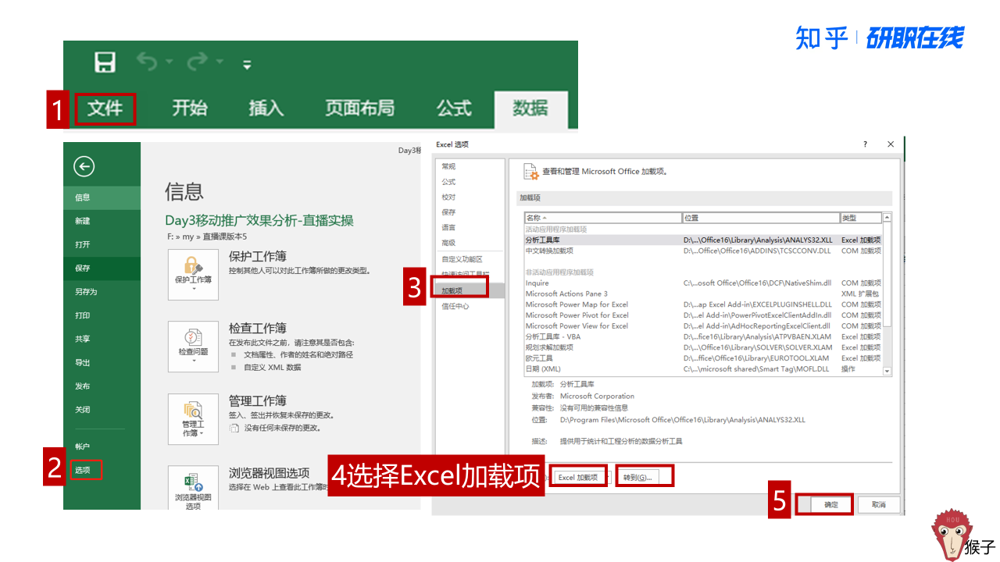 知乎 研职在线
1
文件 开始 插入 页面布局 公式 数据
Day3移
信息
新建
打开
保存
另存为
打印
共享
导出
发布
关闭
帐户
2
选项
信息
Day3移动推广效果分析-直播实操
F: » my » 直播课版本5
保护工作簿
保护工作簿
控制其他人可以对此工作簿所做的更改类型。
检查问题
检查工作簿
在发布此文件之前，请注意其是否包含:
文档属性、作者的姓名和绝对路径
自定义 XML 数据
管理工
作簿
管理工作簿
签入、签出并恢复未保存的更改。
没有任何未保存的更改。
浏览器视图
选项
浏览器视图选项
选择在 Web 上查看此工作簿时
Excel 选项
? ×
常规
公式
校对
保存
语言
高级
自定义功能区
快速访问工具栏
3
加载项
信任中心
查看和管理 Microsoft Office 加载项。
加载项
名称 位置 类型
活动应用程序加载项
分析工具库 D:\...\Office16\Library\Analysis\ANALYS32.XLL Excel 加载项
中文转换加载项 D:\...Office\Office16\ADDINS\TCSCCONV.DLL COM 加载项
非活动应用程序加载项
Inquire C:\...osoft Office\Office16\DCF\NativeShim.dll COM 加载项
Microsoft Actions Pane 3 XML 扩展包
Microsoft Power Map for Excel D:\...ap Excel Add-in\EXCELPLUGINSHELL.DLL COM 加载项
Microsoft Power Pivot for Excel D:\...el Add-in\PowerPivotExcelClientAddIn.dll COM 加载项
Microsoft Power View for Excel D:\...el Add-in\AdHocReportingExcelClient.dll COM 加载项
分析工具库 - VBA D:\...fice16\Library\Analysis\ATPVBAEN.XLAM Excel 加载项
规划求解加载项 D:\...\Office16\Library\SOLVER\SOLVER.XLAM Excel 加载项
欧元工具 D:\...ffice\Office16\Library\EUROTOOL.XLAM Excel 加载项
日期 (XML) C:\...\microsoft shared\Smart Tag\MOFL.DLL 操作
加载项: 分析工具库
发布者: Microsoft Corporation
兼容性: 没有可用的兼容性信息
位置: D:\Program Files\Microsoft Office\Office16\Library\Analysis\ANALYS32.XLL
描述: 提供用于统计和工程分析的数据分析工具
4选择Excel加载项
Excel 加载项 转到(G)...
5
确定 取消
HOU
猴子